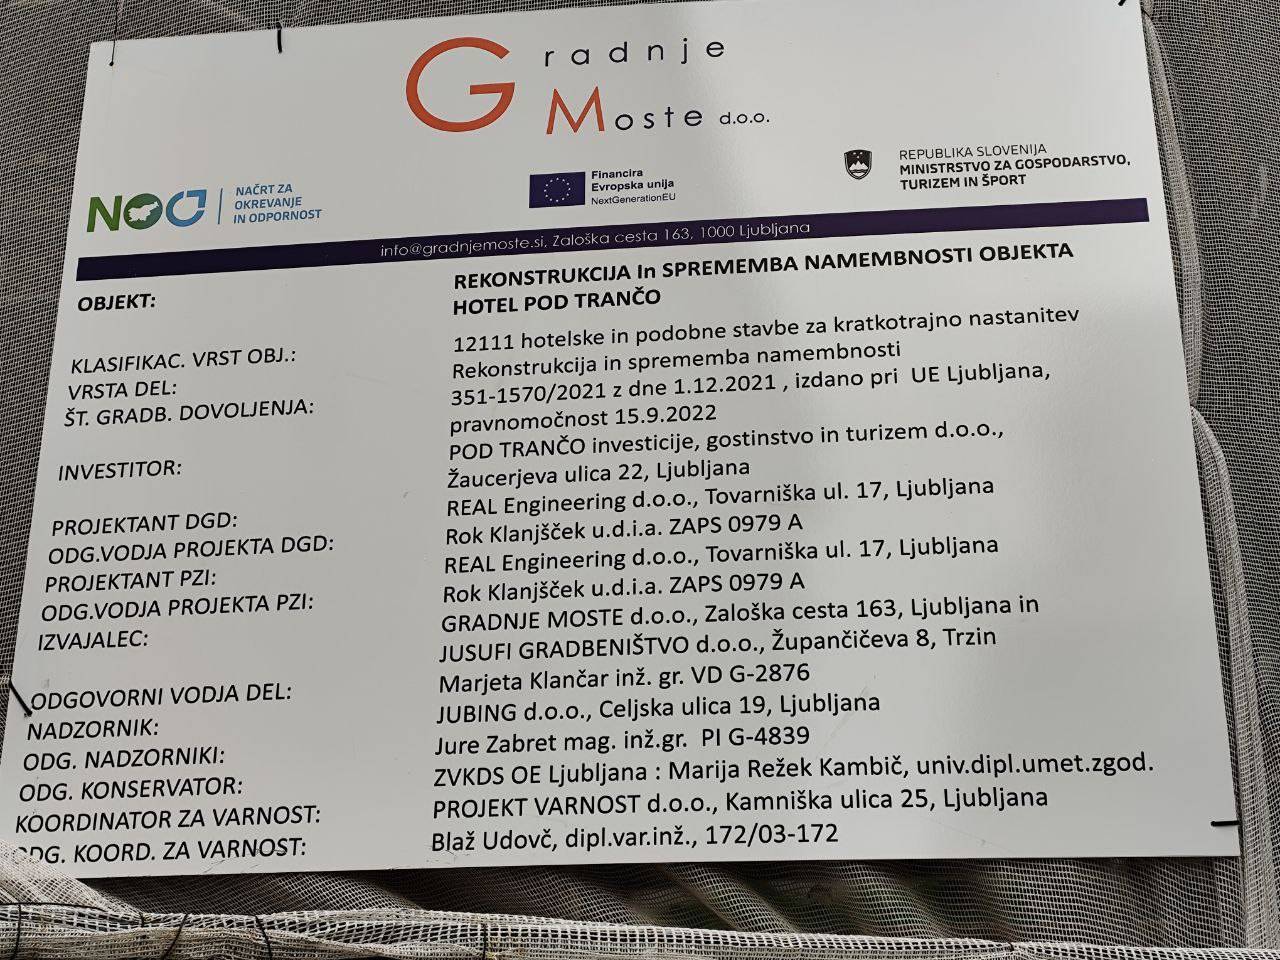 Gradnje
Moste d.o.o.
NOO
NAČRT ZA
OKREVANJE
IN ODPORNOST
Financira
Evropska unija
NextGenerationEU
REPUBLIKA SLOVENIJA
MINISTRSTVO ZA GOSPODARSTVO,
TURIZEM IN ŠPORT
info@gradnjemoste.si, Zaloška cesta 163, 1000 Ljubljana
OBJEKT: REKONSTRUKCIJA In SPREMEMBA NAMEMBNOSTI OBJEKTA
HOTEL POD TRANČO
KLASIFIKAC. VRST OBJ.: 12111 hotelske in podobne stavbe za kratkotrajno nastanitev
VRSTA DEL: Rekonstrukcija in sprememba namembnosti
ŠT. GRADB. DOVOLJENJA: 351-1570/2021 z dne 1.12.2021 , izdano pri UE Ljubljana,
pravnomočnost 15.9.2022
INVESTITOR: POD TRANČO investicije, gostinstvo in turizem d.o.o.,
Žaucerjeva ulica 22, Ljubljana
PROJEKTANT DGD: REAL Engineering d.o.o., Tovarniška ul. 17, Ljubljana
ODG.VODJA PROJEKTA DGD: Rok Klanjšček u.d.i.a. ZAPS 0979 A
PROJEKTANT PZI: REAL Engineering d.o.o., Tovarniška ul. 17, Ljubljana
ODG.VODJA PROJEKTA PZI: Rok Klanjšček u.d.i.a. ZAPS 0979 A
IZVAJALEC: GRADNJE MOSTE d.o.o., Zaloška cesta 163, Ljubljana in
JUSUFI GRADBENIŠTVO d.o.o., Župančičeva 8, Trzin
ODGOVORNI VODJA DEL: Marjeta Klančar inž. gr. VD G-2876
NADZORNIK: JUBING d.o.o., Celjska ulica 19, Ljubljana
ODG. NADZORNIKI: Jure Zabret mag. inž.gr. PI G-4839
ODG. KONSERVATOR: ZVKDS OE Ljubljana : Marija Režek Kambič, univ.dipl.umet.zgod.
KOORDINATOR ZA VARNOST: PROJEKT VARNOST d.o.o., Kamniška ulica 25, Ljubljana
ODG. KOORD. ZA VARNOST: Blaž Udovč, dipl.var.inž., 172/03-172